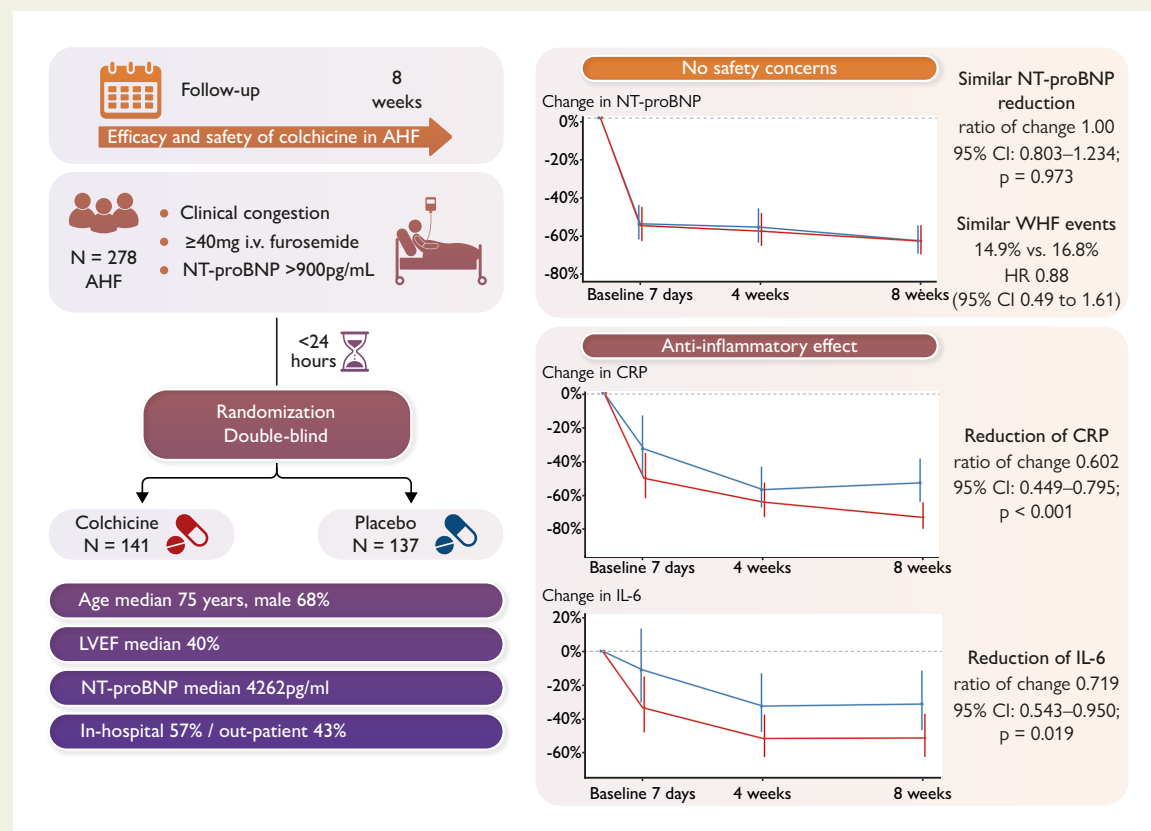 Follow-up
8
weeks
Efficacy and safety of colchicine in AHF
N = 278
AHF
Clinical congestion
≥40mg i.v. furosemide
NT-proBNP >900pg/mL
<24
hours
Randomization
Double-blind
Colchicine
N = 141
Placebo
N = 137
Age median 75 years, male 68%
LVEF median 40%
NT-proBNP median 4262pg/ml
In-hospital 57% / out-patient 43%
No safety concerns
Change in NT-proBNP
0%
-20%
-40%
-60%
-80%
Baseline 7 days 4 weeks 8 weeks
Similar NT-proBNP
reduction
ratio of change 1.00
95% CI: 0.803–1.234;
p = 0.973
Similar WHF events
14.9% vs. 16.8%
HR 0.88
(95% CI 0.49 to 1.61)
Anti-inflammatory effect
Change in CRP
0%
-20%
-40%
-60%
-80%
Baseline 7 days 4 weeks 8 weeks
Reduction of CRP
ratio of change 0.602
95% CI: 0.449–0.795;
p < 0.001
Change in IL-6
20%
0%
-20%
-40%
-60%
Baseline 7 days 4 weeks 8 weeks
Reduction of IL-6
ratio of change 0.719
95% CI: 0.543–0.950;
p = 0.019